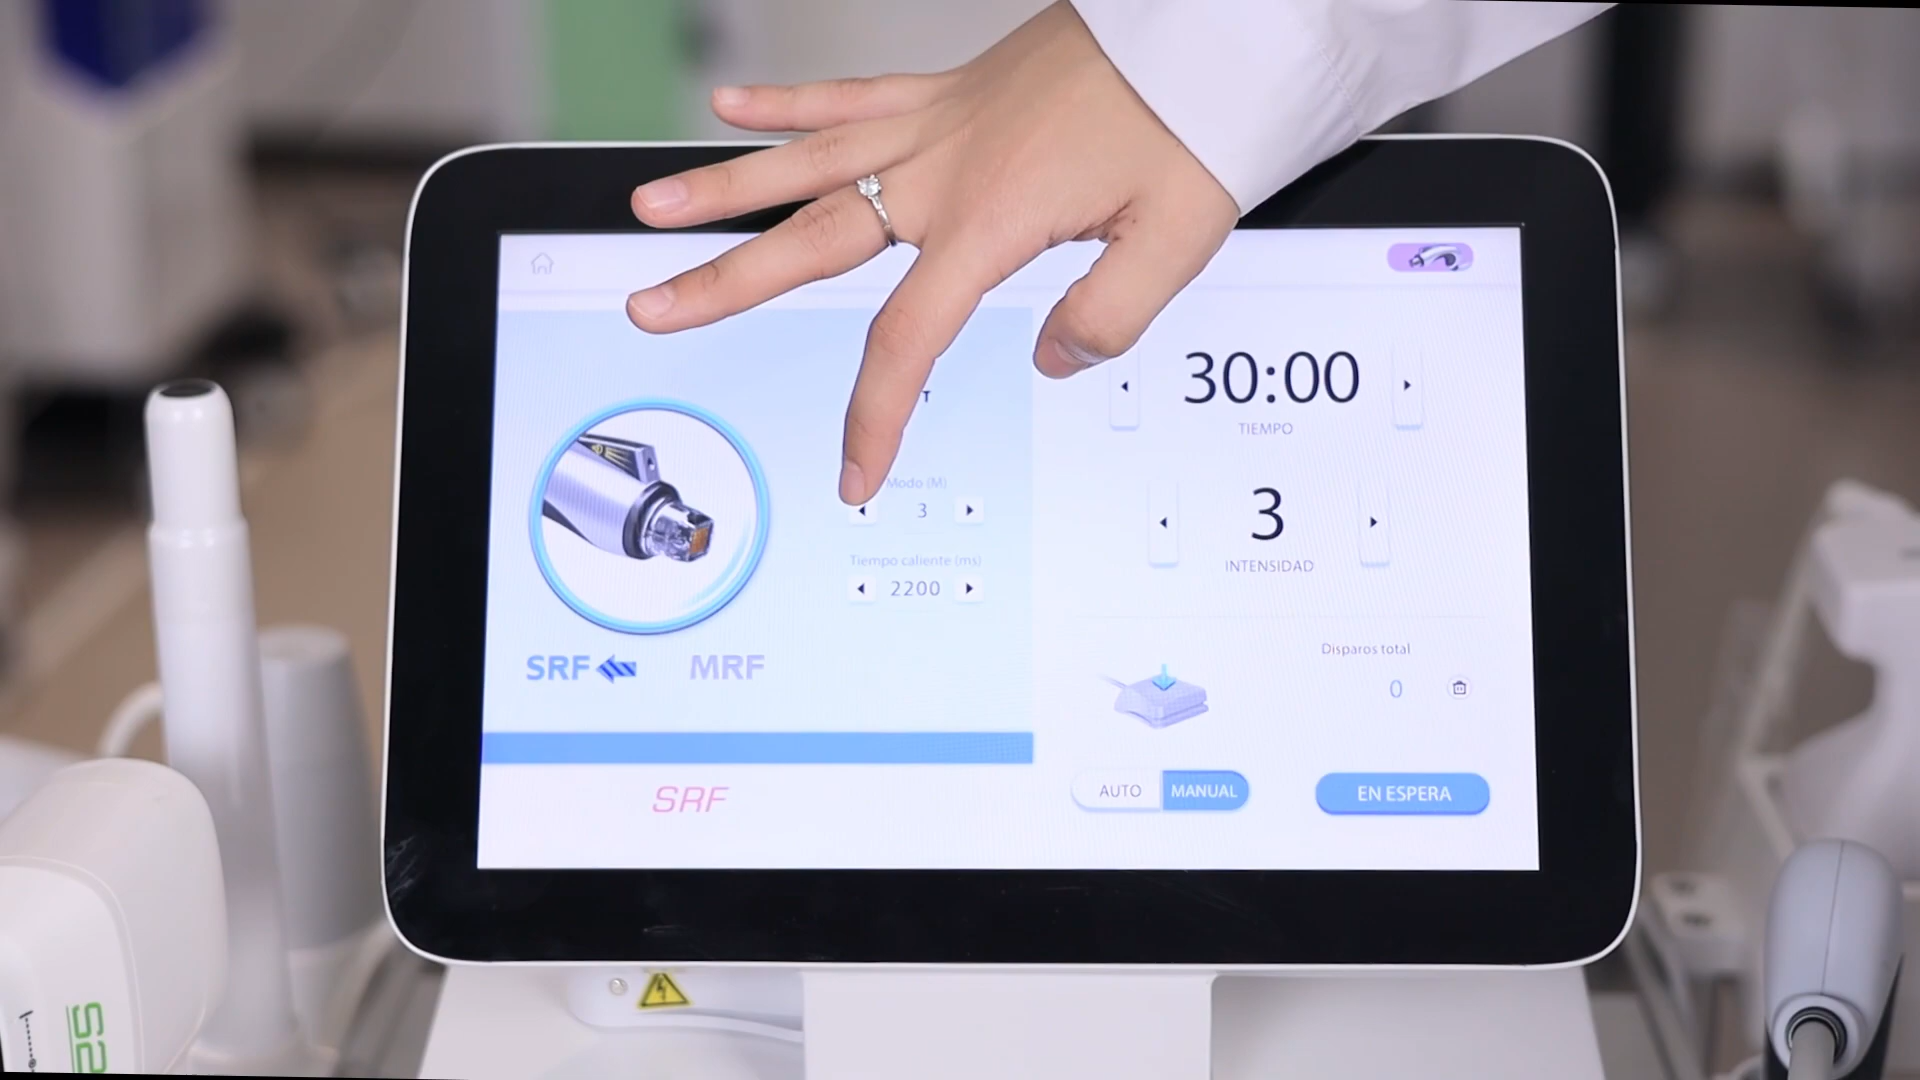 T
Modo (M)
3
Tiempo caliente (ms)
2200
SRF
MRF
SRF
30:00
TIEMPO
3
INTENSIDAD
Disparos total
0
AUTO
MANUAL
EN ESPERA
S2